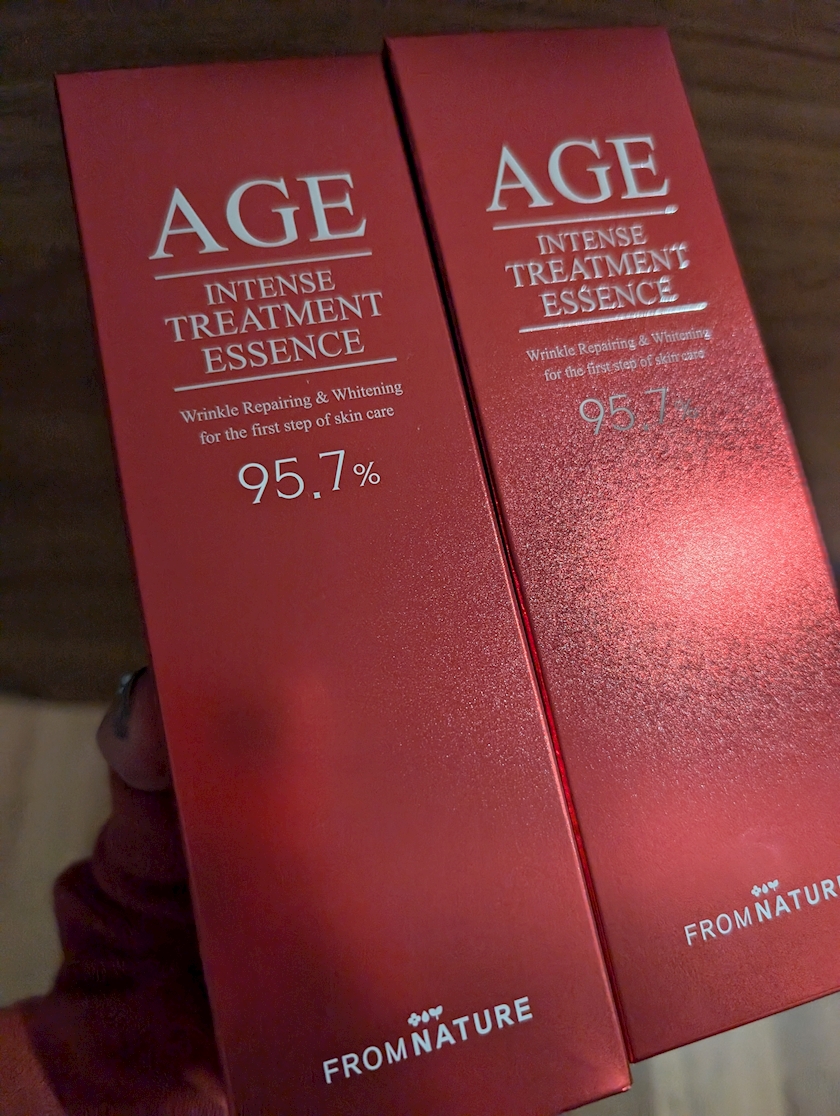 AGE
INTENSE
TREATMENT
ESSENCE
Wrinkle Repairing & Whitening
for the first step of skin care
95.7%
FROMNATURE
AGE
INTENSE
TREATMENT
ESSENCE
Wrinkle Repairing & Whitening
for the first step of skin care
95.7%
FROMNATURE